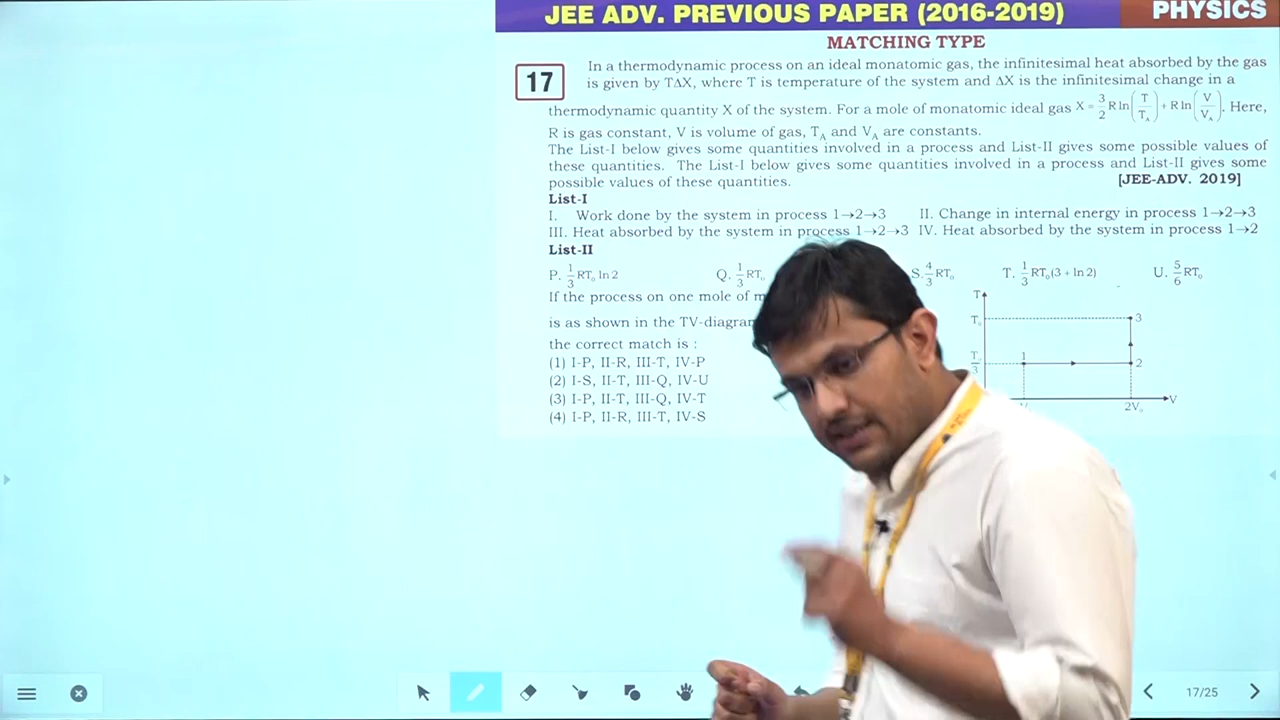 JEE ADV. PREVIOUS PAPER (2016-2019) PHYSICS
MATCHING TYPE
17
In a thermodynamic process on an ideal monatomic gas, the infinitesimal heat absorbed by the gas
is given by TΔX, where T is temperature of the system and ΔX is the infinitesimal change in a
thermodynamic quantity X of the system. For a mole of monatomic ideal gas X = 3/2 R ln(T/T_A) + R ln(V/V_A). Here,
R is gas constant, V is volume of gas, T_A and V_A are constants.
The List-I below gives some quantities involved in a process and List-II gives some possible values of
these quantities. The List-I below gives some quantities involved in a process and List-II gives some
possible values of these quantities. [JEE-ADV. 2019]
List-I
I. Work done by the system in process 1→2→3 II. Change in internal energy in process 1→2→3
III. Heat absorbed by the system in process 1→2→3 IV. Heat absorbed by the system in process 1→2
List-II
P. 1/3 RT₀ ln 2 Q. 1/3 RT₀ S. 4/3 RT₀ T. 1/3 RT₀(3 + ln 2) U. 5/6 RT₀
If the process on one mole of
is as shown in the
the correct match is :
(1) I-P, II-R, III-T, IV-P
(2) I-S, II-T, III-Q, IV-U
(3) I-P, II-T, III-Q, IV-T
(4) I-P, II-R, III-T, IV-S
T
T₀ 3
T₀/3 1 2
2V₀ V
17/25